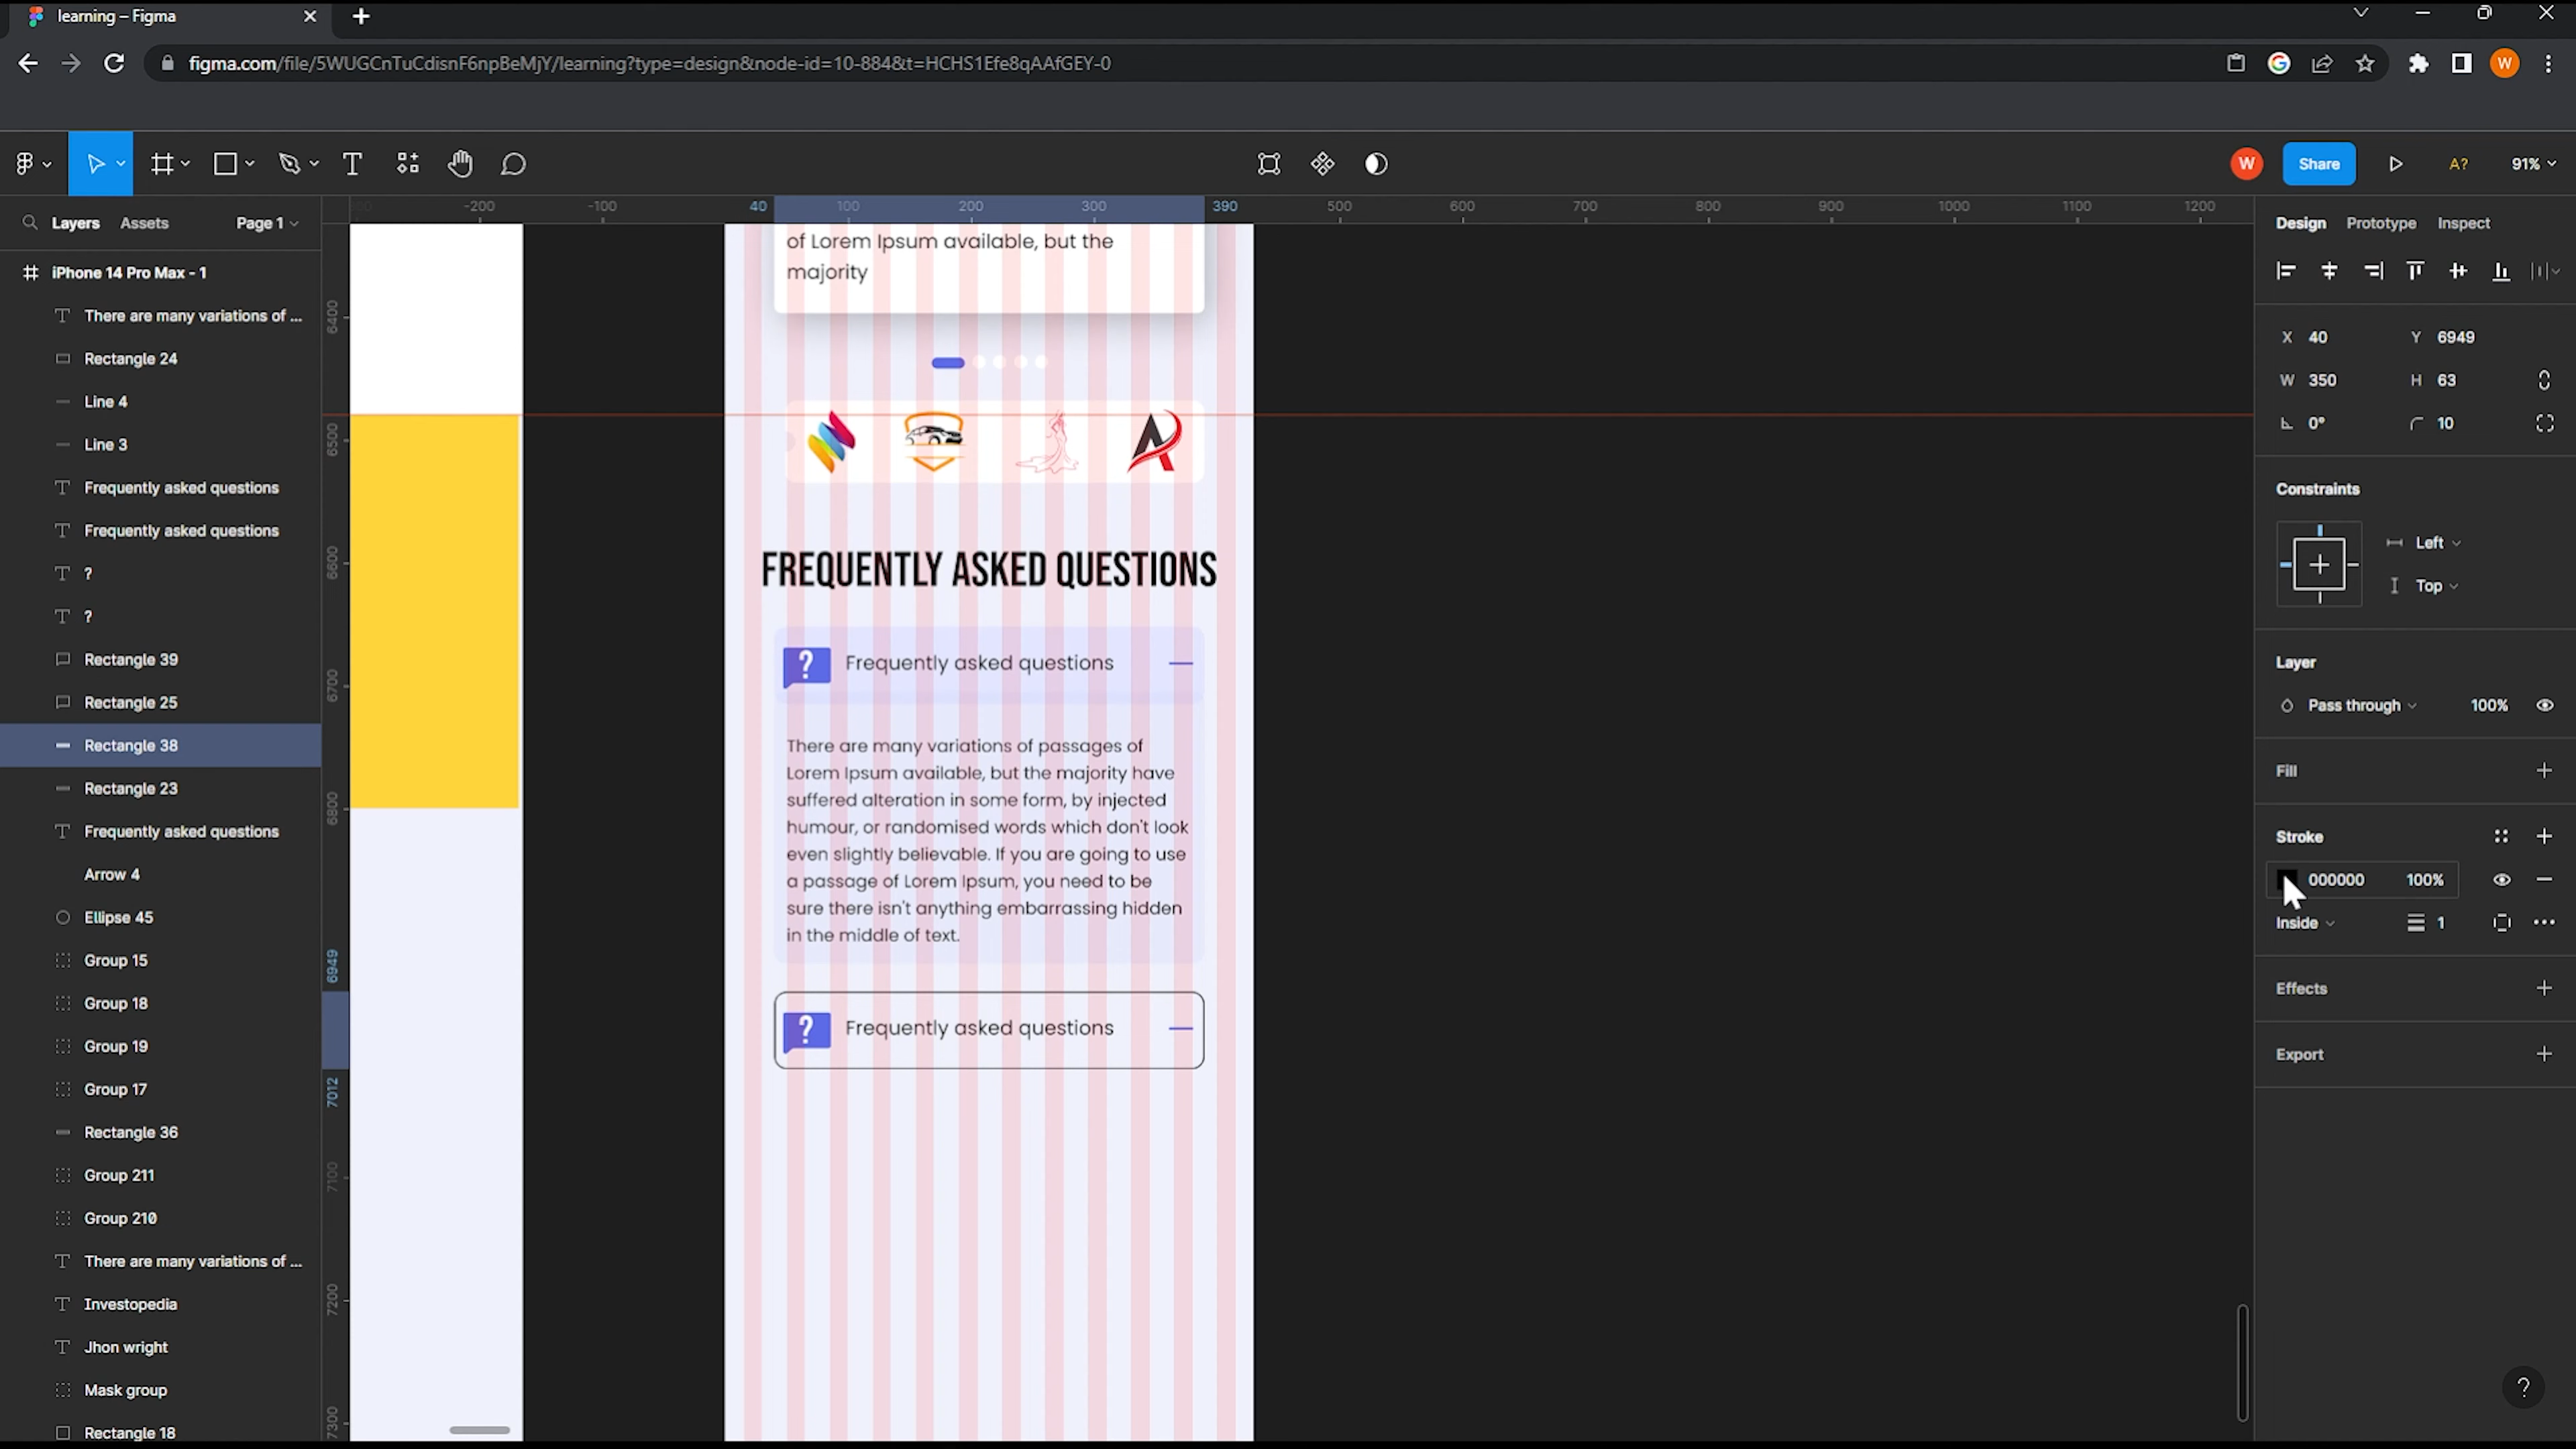 learning – Figma
figma.com/file/5WUGCnTuCdisnF6npBeMjY/learning?type=design&node-id=10-884&t=HCHS1Efe8qAAfGEY-0
W
W
Share
A?
91%
Layers
Assets
Page 1
-200
-100
40
100
200
300
390
500
600
700
800
900
1000
1100
1200
Design
Prototype
Inspect
iPhone 14 Pro Max - 1
There are many variations of ...
Rectangle 24
Line 4
Line 3
Frequently asked questions
Frequently asked questions
?
?
Rectangle 39
Rectangle 25
Rectangle 38
Rectangle 23
Frequently asked questions
Arrow 4
Ellipse 45
Group 15
Group 18
Group 19
Group 17
Rectangle 36
Group 211
Group 210
There are many variations of ...
Investopedia
Jhon wright
Mask group
Rectangle 18
6400
6500
6600
6700
6800
6949
7012
7100
7200
7300
of Lorem Ipsum available, but the
majority
FREQUENTLY ASKED QUESTIONS
? Frequently asked questions
There are many variations of passages of
Lorem Ipsum available, but the majority have
suffered alteration in some form, by injected
humour, or randomised words which don't look
even slightly believable. If you are going to use
a passage of Lorem Ipsum, you need to be
sure there isn't anything embarrassing hidden
in the middle of text.
? Frequently asked questions
X 40 Y 6949
W 350 H 63
0° 10
Constraints
Left
Top
Layer
Pass through 100%
Fill
Stroke
000000 100%
Inside 1
Effects
Export
?